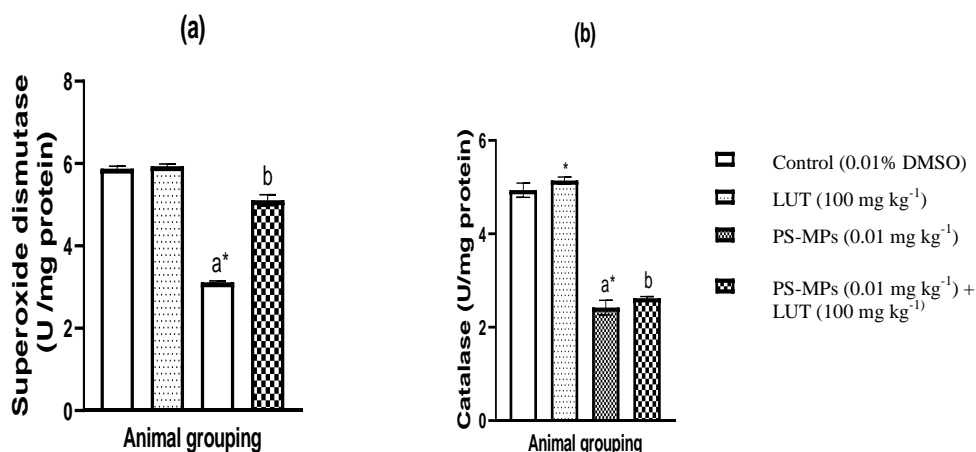 (a)
Superoxide dismutase
(U /mg protein)
8
6
4
2
0
a*
b
Animal grouping
(b)
Catalase (U/mg protein)
6
4
2
0
*
a*
b
Animal grouping
Control (0.01% DMSO)
LUT (100 mg kg⁻¹)
PS-MPs (0.01 mg kg⁻¹)
PS-MPs (0.01 mg kg⁻¹) +
LUT (100 mg kg⁻¹⁾